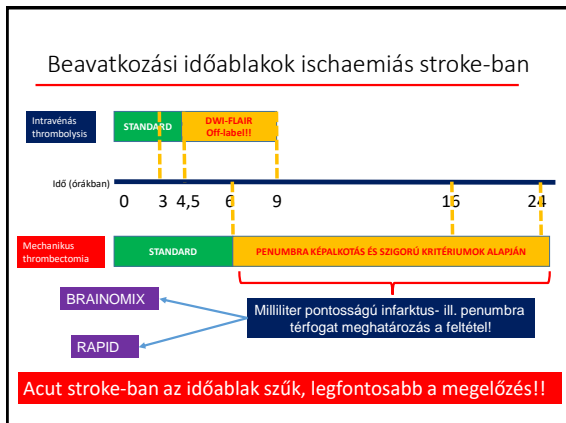 Beavatkozási időablakok ischaemiás stroke-ban
Intravénás
thrombolysis
STANDARD
DWI-FLAIR
Off-label!!
Idő (órákban)
0 3 4,5 6 9 16 24
Mechanikus
thrombectomia
STANDARD
PENUMBRA KÉPALKOTÁS ÉS SZIGORÚ KRITÉRIUMOK ALAPJÁN
BRAINOMIX
Milliliter pontosságú infarktus- ill. penumbra
térfogat meghatározás a feltétel!
RAPID
Acut stroke-ban az időablak szűk, legfontosabb a megelőzés!!